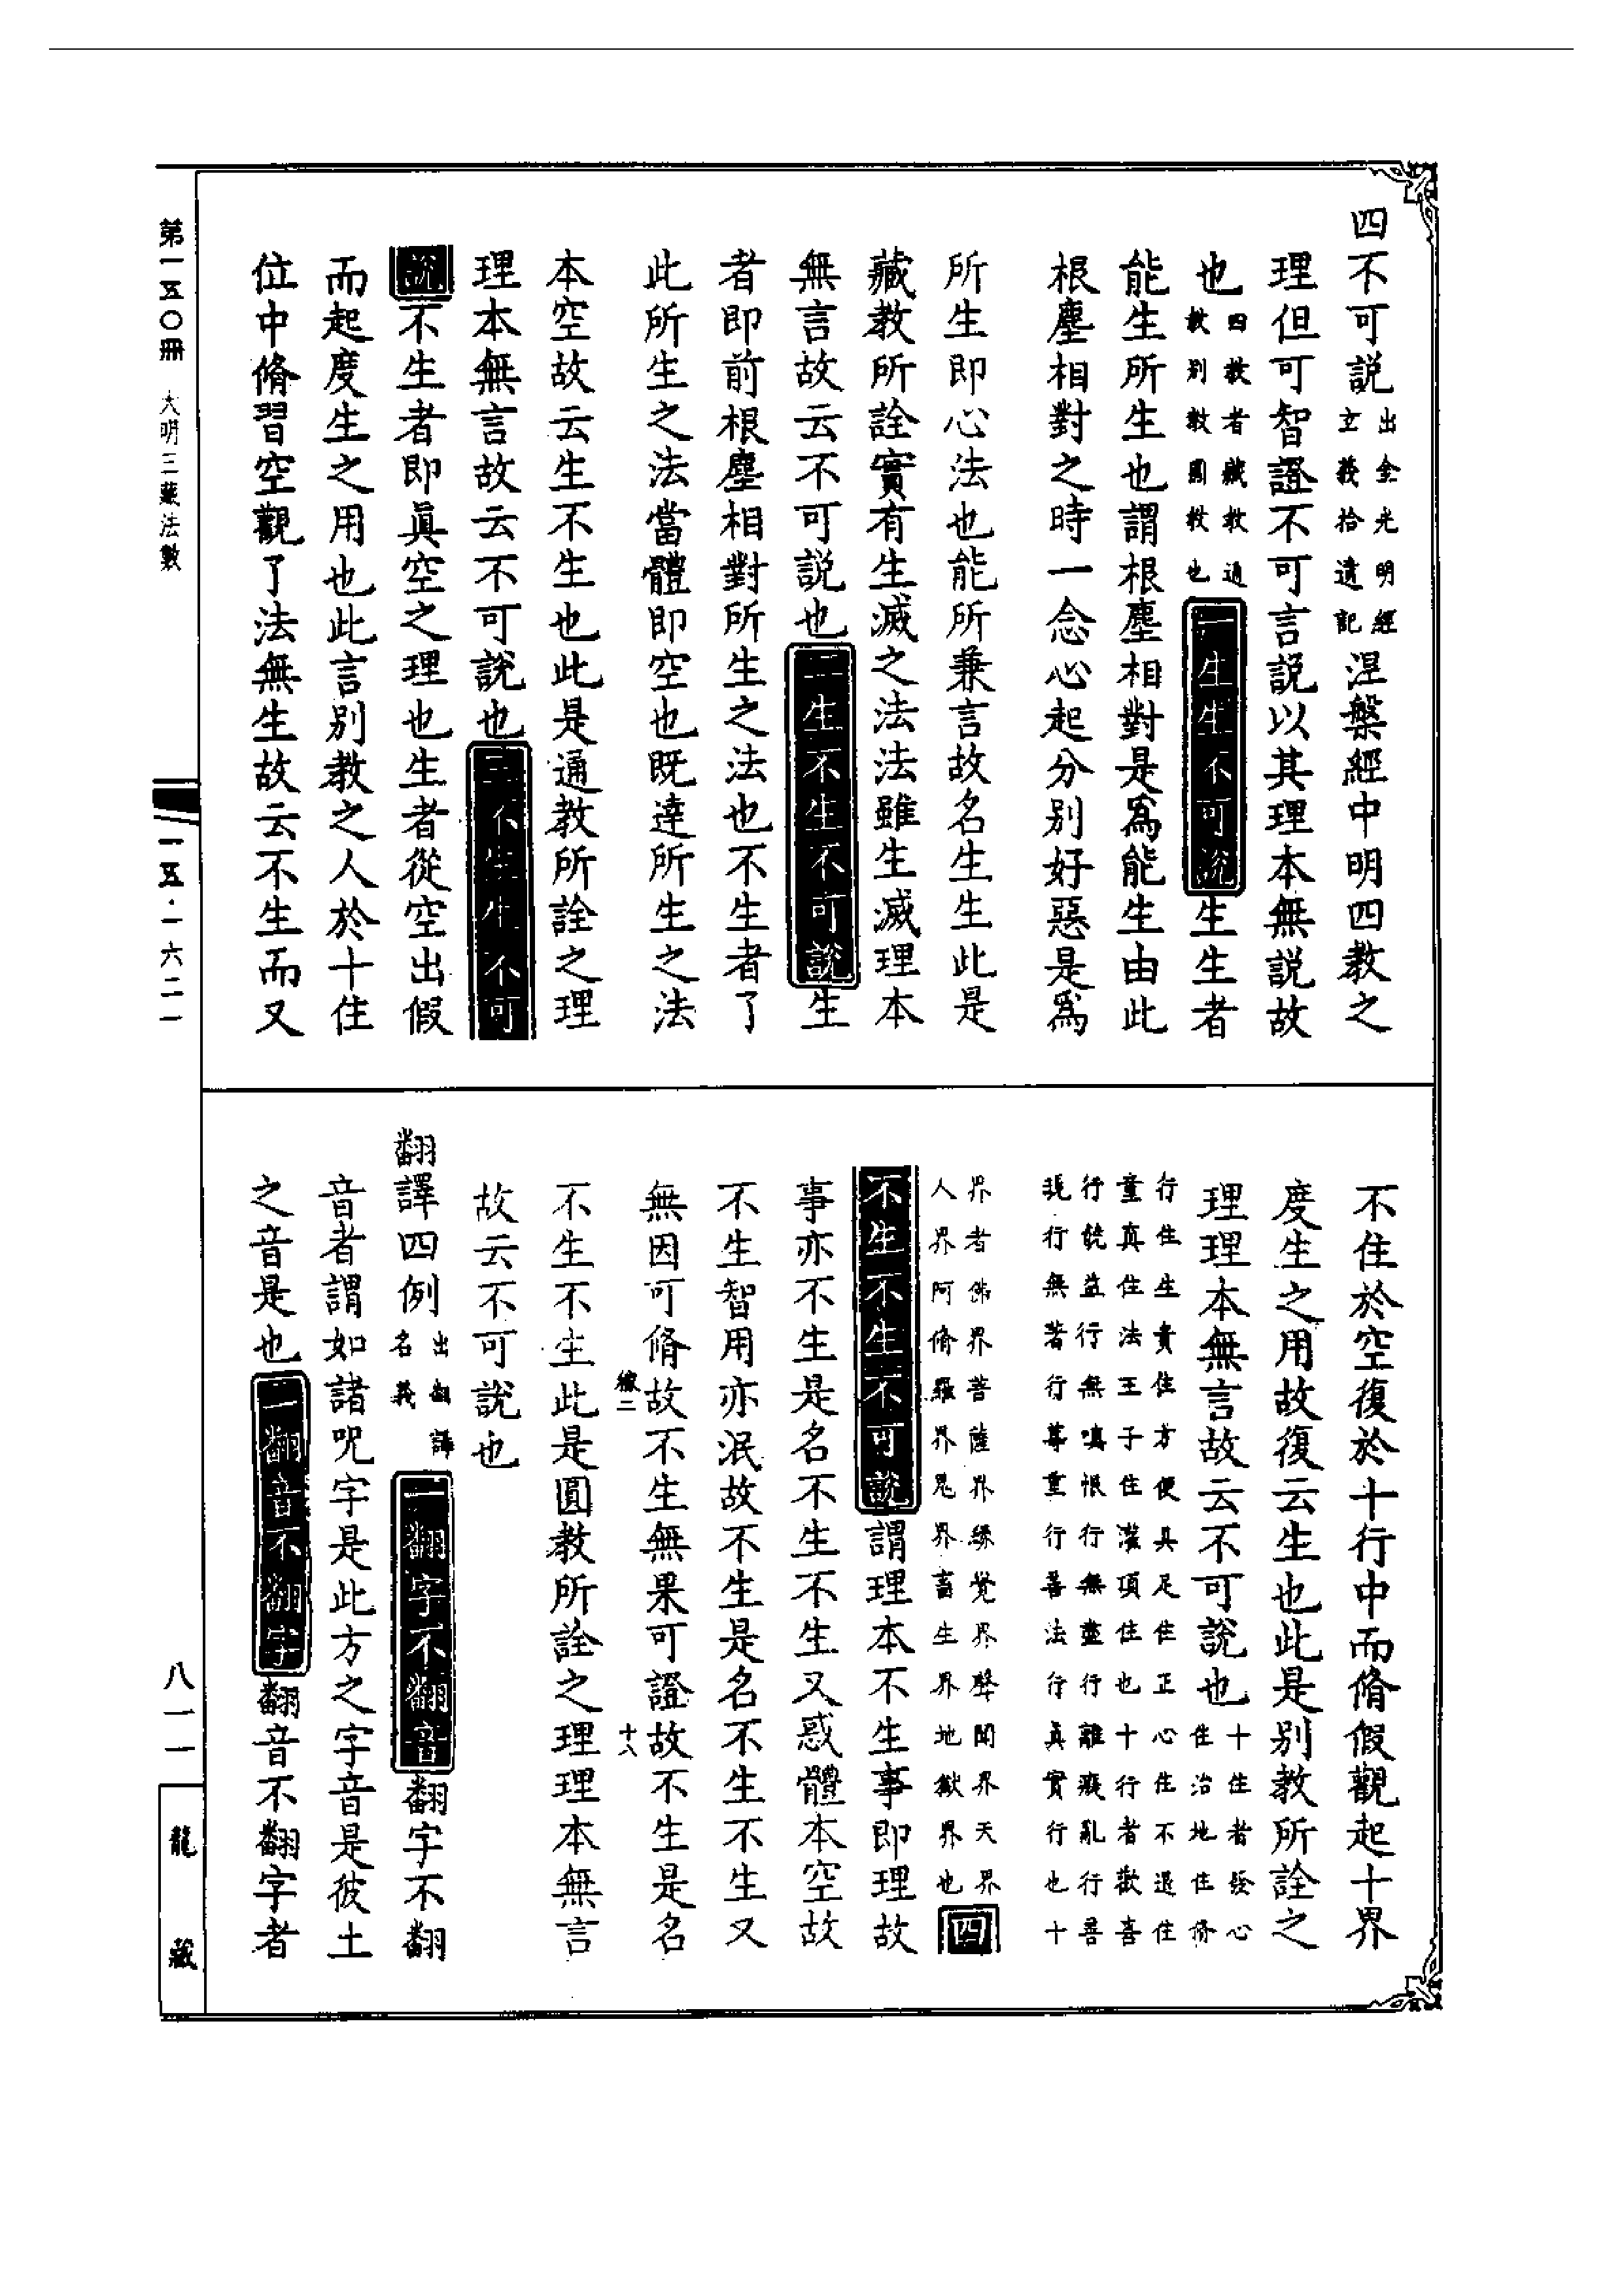 四不可説出金光明經立義拾遺記涅槃經中明四教之
理但可智證不可言説以其理本無説故
也四教者藏教通教别教圓教也一生生不可説生生者
能生所生也謂根塵相對是爲能生由此
根塵相對之時一念心起分别好惡是爲
所生即心法也能所兼言故名生生此是
藏教所詮實有生滅之法法雖生滅理本
無言故云不可説也二生不生不可説生
者即前根塵相對所生之法也不生者了
此所生之法當體即空也既達所生之法
本空故云生不生也此是通教所詮之理
理本無言故云不可説也三不生生不可
説不生者即眞空之理也生者從空出假
而起度生之用也此言别教之人於十住
位中脩習空觀了法無生故云不生而又
不住於空復於十行中而脩假觀起十界
度生之用故復云生也此是别教所詮之
理理本無言故云不可説也十住者發心住治地住脩
行住生貴住方便具足住正心住不退住童真住法王子住灌頂住也十行者歡喜
行饒益行無嗔恨行無盡行離癡亂行善現行無著行尊重行善法行真實行也十
界者佛界菩薩界緣覺界聲聞界天界人界阿脩羅界鬼界畜生界地獄界也四
不生不生不可說謂理本不生事即理故
事亦不生是名不生不生又惑體本空故
不生智用亦泯故不生是名不生不生又
無因可脩故不生無果可證故不生是名
緣二
十八
不生不生此是圓教所詮之理理本無言
故云不可説也
翻譯四例出翻譯名義一翻字不翻音翻字不翻
音者謂如諸呪字是此方之字音是彼土
之音是也二翻音不翻字翻音不翻字者
第一五〇冊 大明三藏法數
一五·一六二一
八一一
龍藏